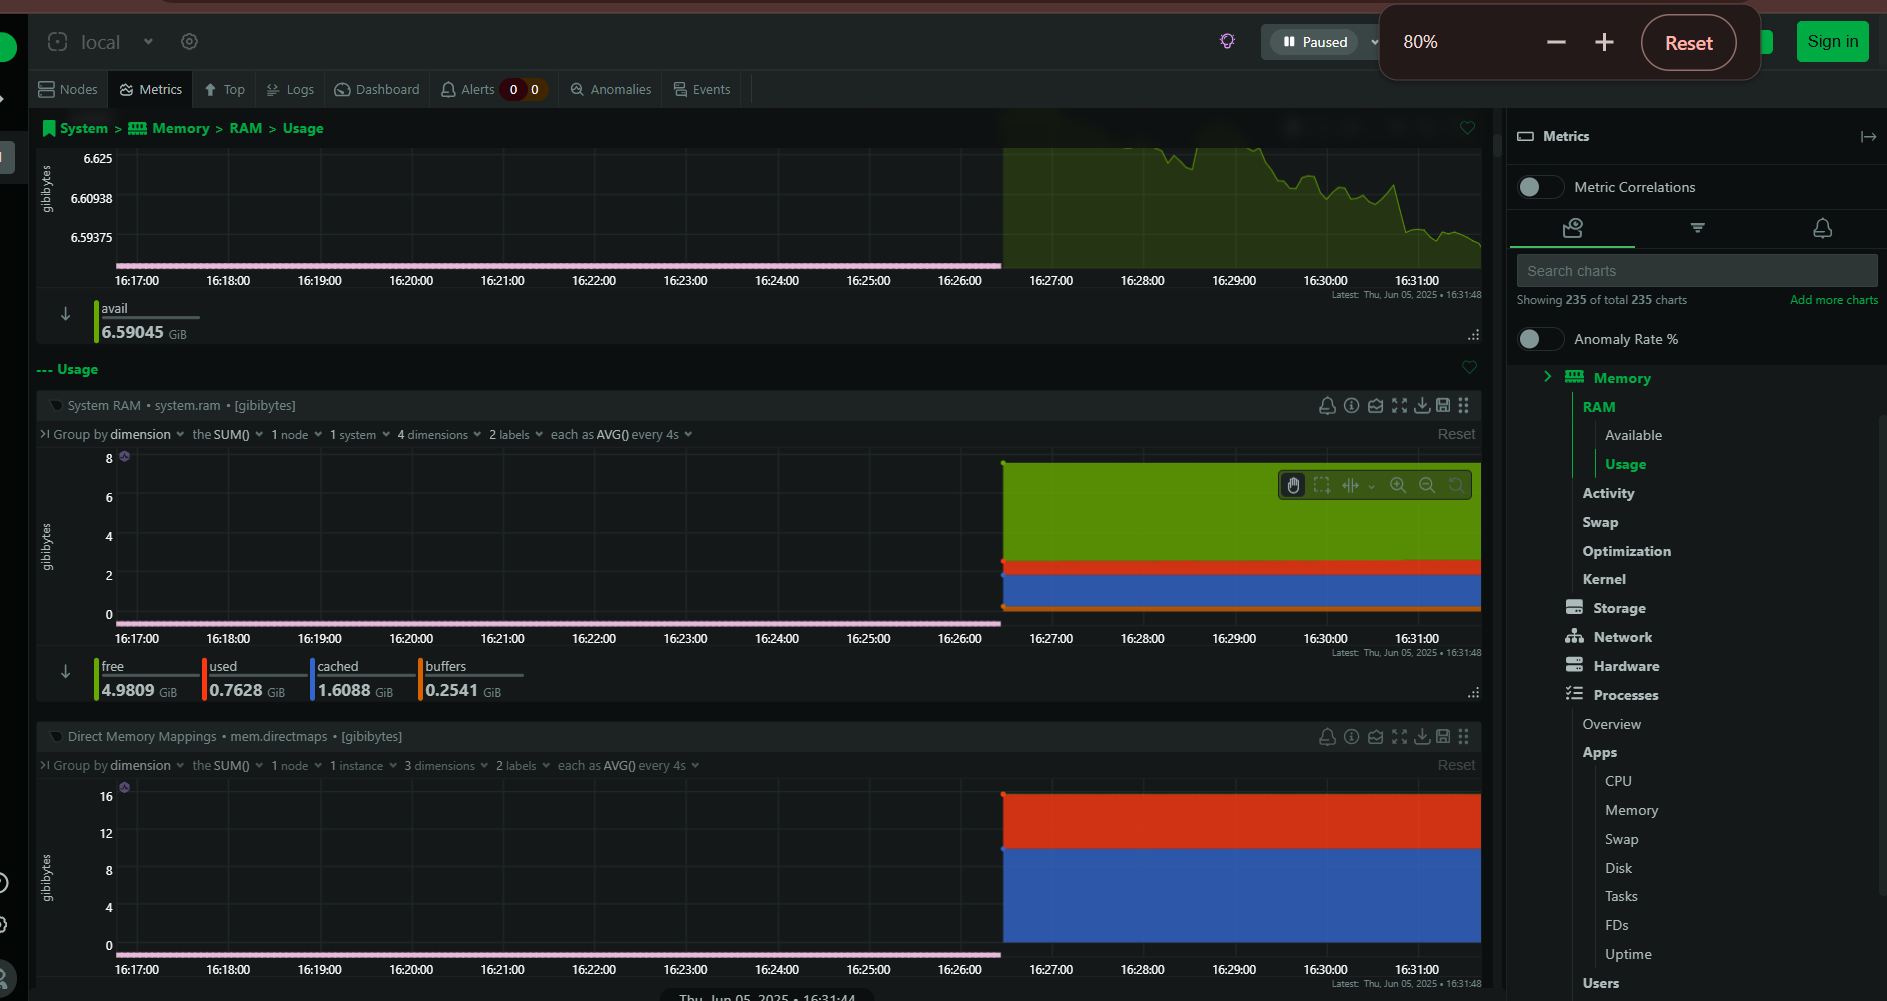 local
Paused
80%
Reset
Sign in
Nodes
Metrics
Top
Logs
Dashboard
Alerts 0 0
Anomalies
Events
System > Memory > RAM > Usage
gibibytes
6.625
6.60938
6.59375
16:17:00 16:18:00 16:19:00 16:20:00 16:21:00 16:22:00 16:23:00 16:24:00 16:25:00 16:26:00 16:27:00 16:28:00 16:29:00 16:30:00 16:31:00
Latest: Thu, Jun 05, 2025 • 16:31:48
avail
6.59045 GiB
--- Usage
System RAM • system.ram • [gibibytes]
Group by dimension the SUM() 1 node 1 system 4 dimensions 2 labels each as AVG() every 4s Reset
gibibytes
8
6
4
2
0
16:17:00 16:18:00 16:19:00 16:20:00 16:21:00 16:22:00 16:23:00 16:24:00 16:25:00 16:26:00 16:27:00 16:28:00 16:29:00 16:30:00 16:31:00
Latest: Thu, Jun 05, 2025 • 16:31:48
free used cached buffers
4.9809 GiB 0.7628 GiB 1.6088 GiB 0.2541 GiB
Direct Memory Mappings • mem.directmaps • [gibibytes]
Group by dimension the SUM() 1 node 1 instance 3 dimensions 2 labels each as AVG() every 4s Reset
gibibytes
16
12
8
4
0
16:17:00 16:18:00 16:19:00 16:20:00 16:21:00 16:22:00 16:23:00 16:24:00 16:25:00 16:26:00 16:27:00 16:28:00 16:29:00 16:30:00 16:31:00
Latest: Thu, Jun 05, 2025 • 16:31:48
Thu, Jun 05, 2025 • 16:31:44
Metrics
Metric Correlations
Search charts
Showing 235 of total 235 charts Add more charts
Anomaly Rate %
Memory
RAM
Available
Usage
Activity
Swap
Optimization
Kernel
Storage
Network
Hardware
Processes
Overview
Apps
CPU
Memory
Swap
Disk
Tasks
FDs
Uptime
Users